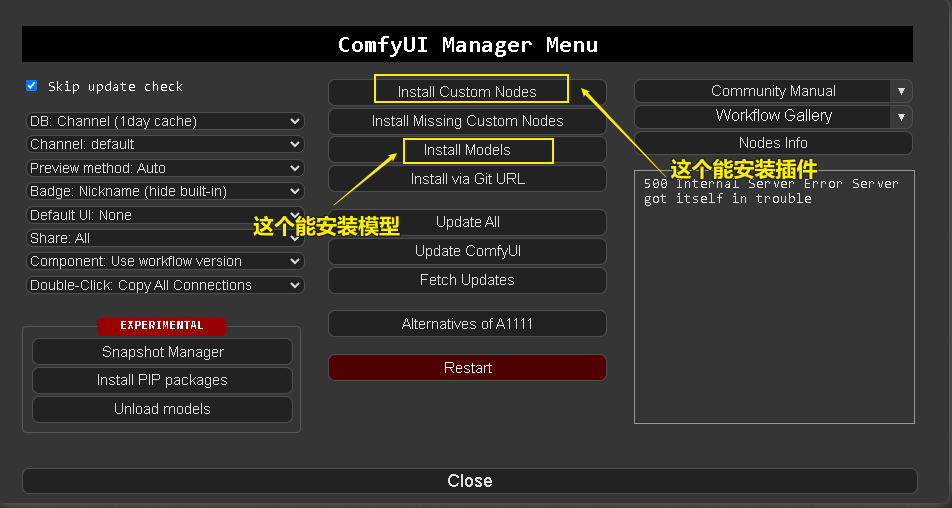 ComfyUI Manager Menu
Skip update check
DB: Channel (1day cache)
Channel: default
Preview method: Auto
Badge: Nickname (hide built-in)
Default UI: None
Share: All
Component: Use workflow version
Double-Click: Copy All Connections
EXPERIMENTAL
Snapshot Manager
Install PIP packages
Unload models
Install Custom Nodes
Install Missing Custom Nodes
Install Models
Install via Git URL
这个能安装模型
Update All
Update ComfyUI
Fetch Updates
Alternatives of A1111
Restart
Community Manual
Workflow Gallery
Nodes Info
这个能安装插件
500 Internal Server Error Server
got itself in trouble
Close